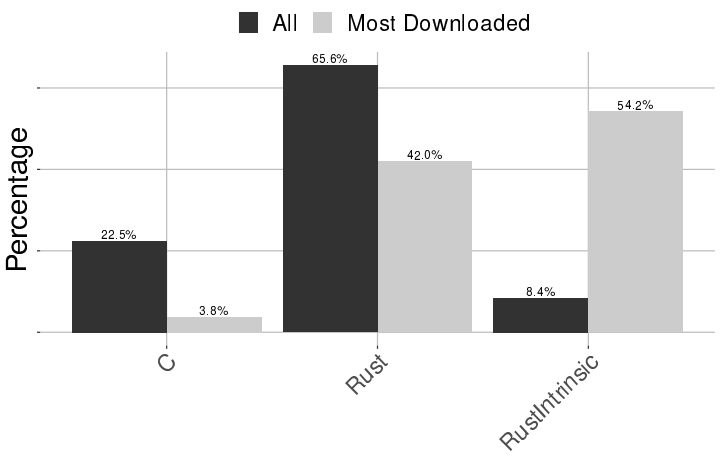 All Most Downloaded
Percentage
65.6%
54.2%
42.0%
22.5%
8.4%
3.8%
C
Rust
RustIntrinsic